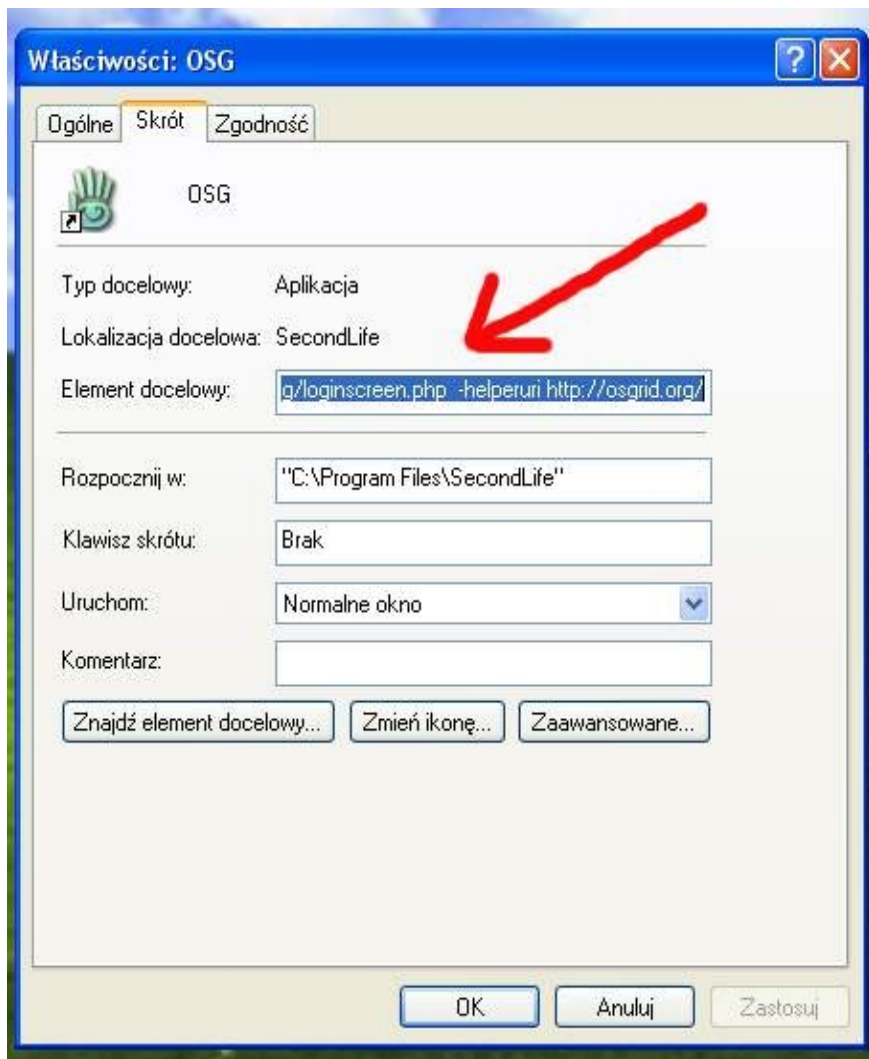 Właściwości: OSG
Ogólne Skrót Zgodność
OSG
Typ docelowy: Aplikacja
Lokalizacja docelowa: SecondLife
Element docelowy: g/loginscreen.php -helperuri http://osgrid.org/
Rozpocznij w: "C:\Program Files\SecondLife"
Klawisz skrótu: Brak
Uruchom: Normalne okno
Komentarz:
Znajdź element docelowy... Zmień ikonę... Zaawansowane...
OK Anuluj Zastosuj